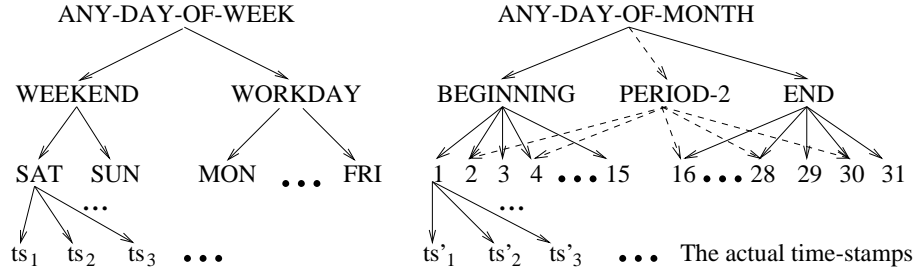 ANY-DAY-OF-WEEK ANY-DAY-OF-MONTH
WEEKEND WORKDAY BEGINNING PERIOD-2 END
SAT SUN MON ... FRI 1 2 3 4 ... 15 16 ... 28 29 30 31
... ...
ts1 ts2 ts3 ... ts'1 ts'2 ts'3 ... The actual time-stamps